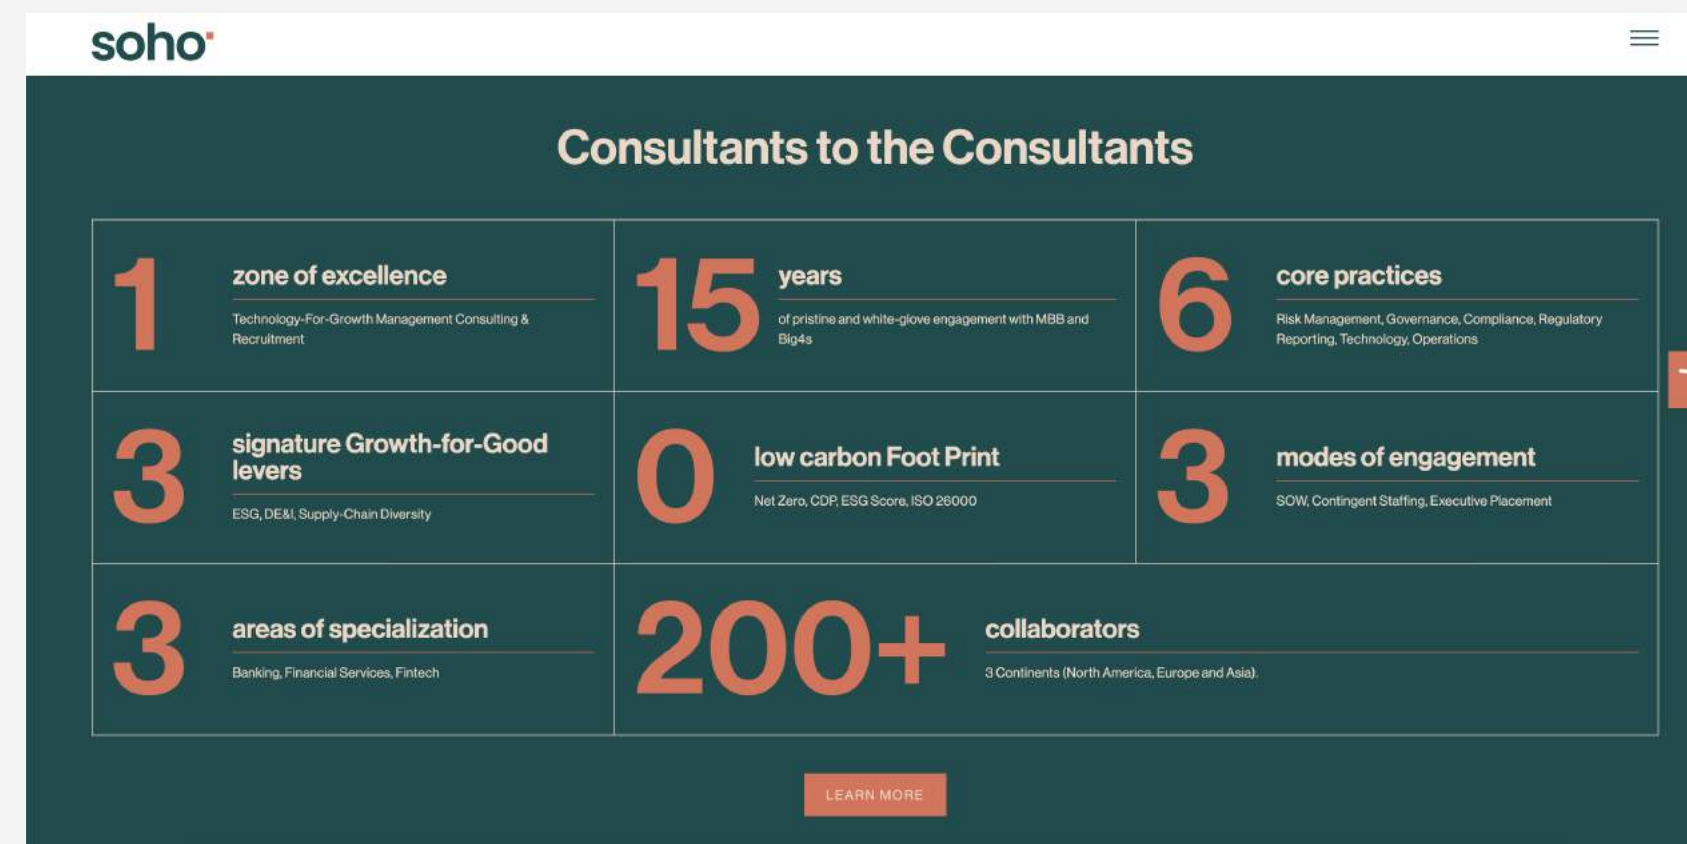 soho
Consultants to the Consultants
1
zone of excellence
Technology-For-Growth Management Consulting &
Recruitment
15
years
of pristine and white-glove engagement with MBB and
Big4s
6
core practices
Risk Management, Governance, Compliance, Regulatory
Reporting, Technology, Operations
3
signature Growth-for-Good
levers
ESG, DE&I, Supply-Chain Diversity
0
low carbon Foot Print
Net Zero, CDP, ESG Score, ISO 26000
3
modes of engagement
SOW, Contingent Staffing, Executive Placement
3
areas of specialization
Banking, Financial Services, Fintech
200+
collaborators
3 Continents (North America, Europe and Asia).
LEARN MORE